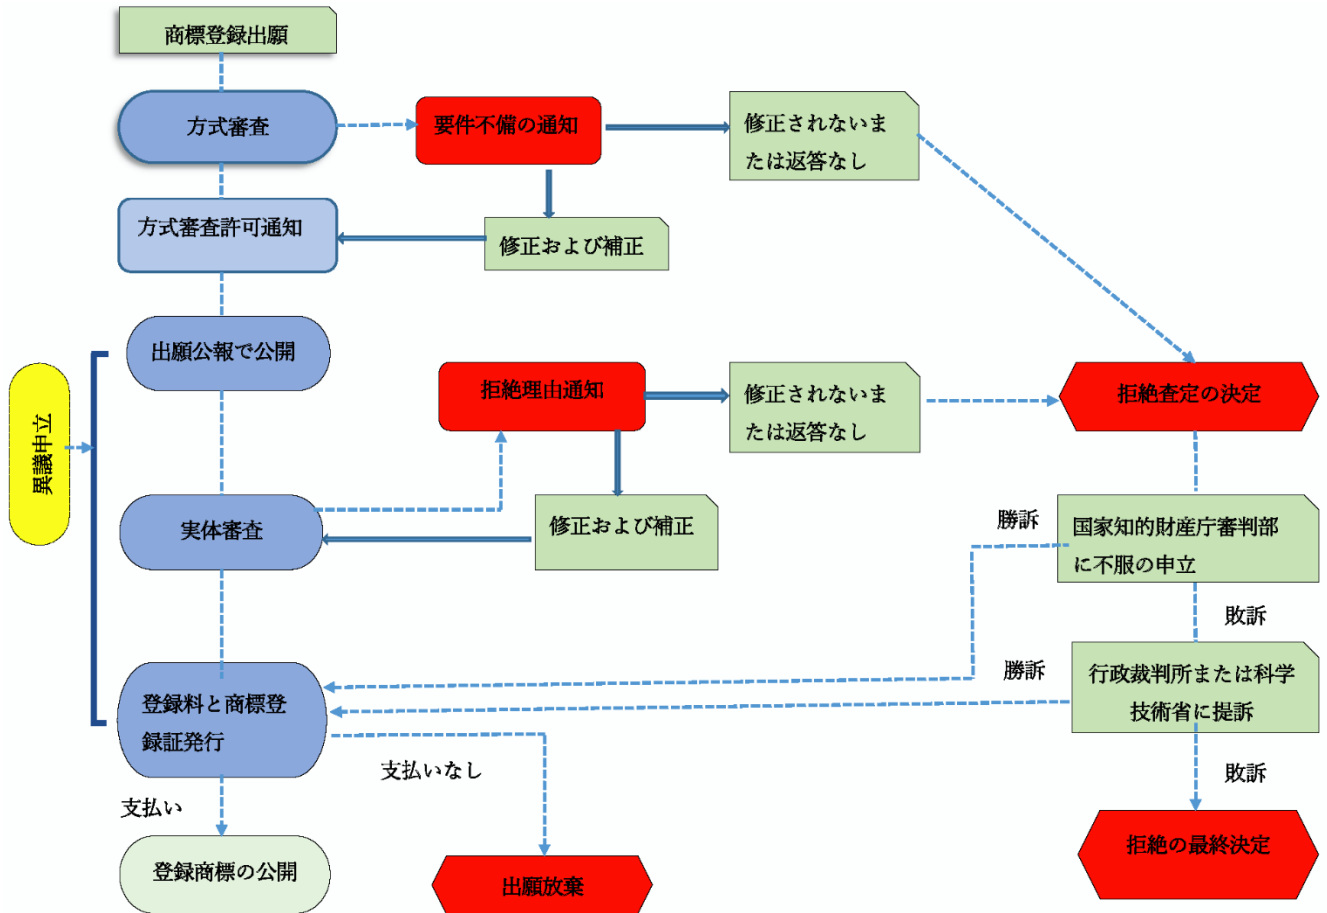 商標登録出願
方式審査
要件不備の通知
修正されないま
たは返答なし
方式審査許可通知
修正および補正
出願公報で公開
異議申立
拒絶理由通知
修正されないま
たは返答なし
拒絶査定の決定
実体審査
修正および補正
勝訴
国家知的財産庁審判部
に不服の申立
敗訴
登録料と商標登
録証発行
勝訴
行政裁判所または科学
技術省に提訴
支払いなし
敗訴
支払い
登録商標の公開
出願放棄
拒絶の最終決定